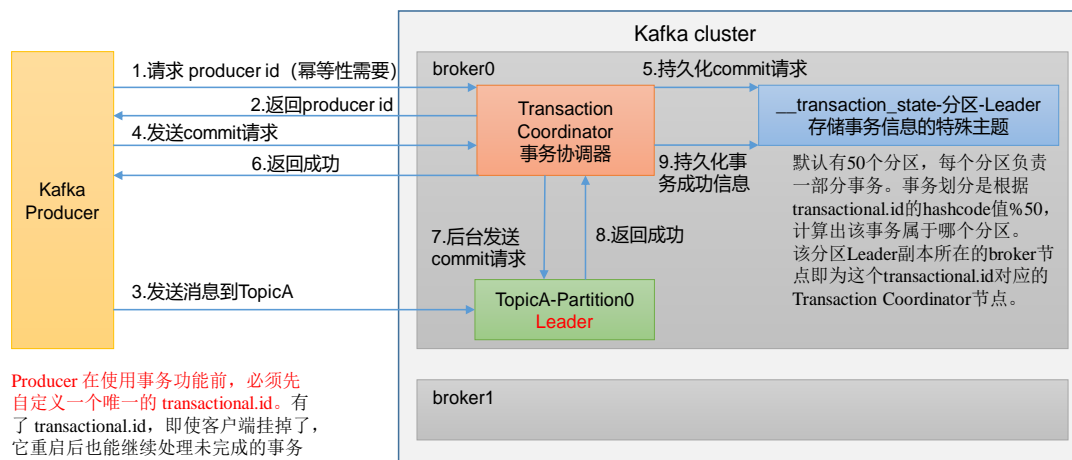 Kafka cluster
1.请求 producer id（幂等性需要）
broker0
5.持久化commit请求
2.返回producer id
Transaction
Coordinator
事务协调器
__transaction_state-分区-Leader
存储事务信息的特殊主题
4.发送commit请求
6.返回成功
9.持久化事
务成功信息
Kafka
Producer
默认有50个分区，每个分区负责
一部分事务。事务划分是根据
transactional.id的hashcode值%50，
计算出该事务属于哪个分区。
该分区Leader副本所在的broker节
点即为这个transactional.id对应的
Transaction Coordinator节点。
7.后台发送
commit请求
8.返回成功
3.发送消息到TopicA
TopicA-Partition0
Leader
Producer 在使用事务功能前，必须先
自定义一个唯一的 transactional.id。有
了 transactional.id，即使客户端挂掉了，
它重启后也能继续处理未完成的事务
broker1